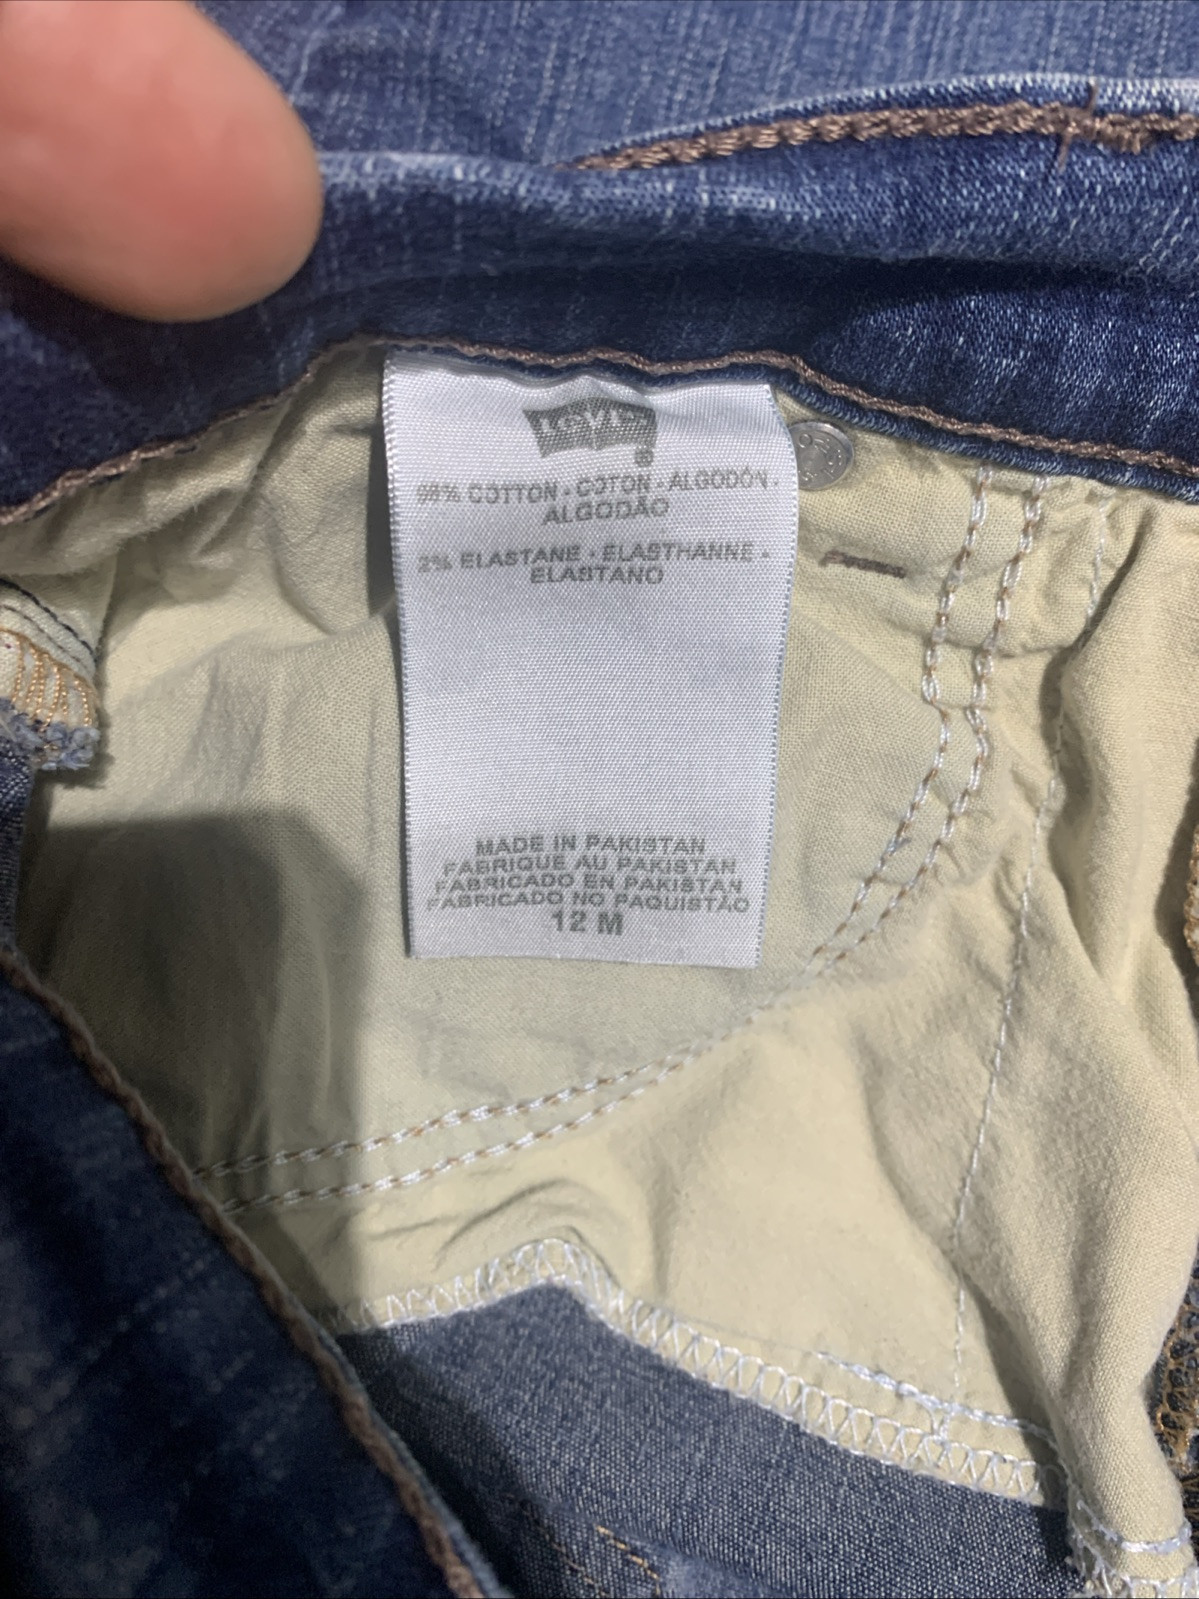 Levi's
®
98% COTTON - COTON - ALGODÓN -
ALGODÃO
2% ELASTANE - ELASTHANNE -
ELASTANO
MADE IN PAKISTAN
FABRIQUE AU PAKISTAN
FABRICADO EN PAKISTAN
FABRICADO NO PAQUISTÃO
12 M